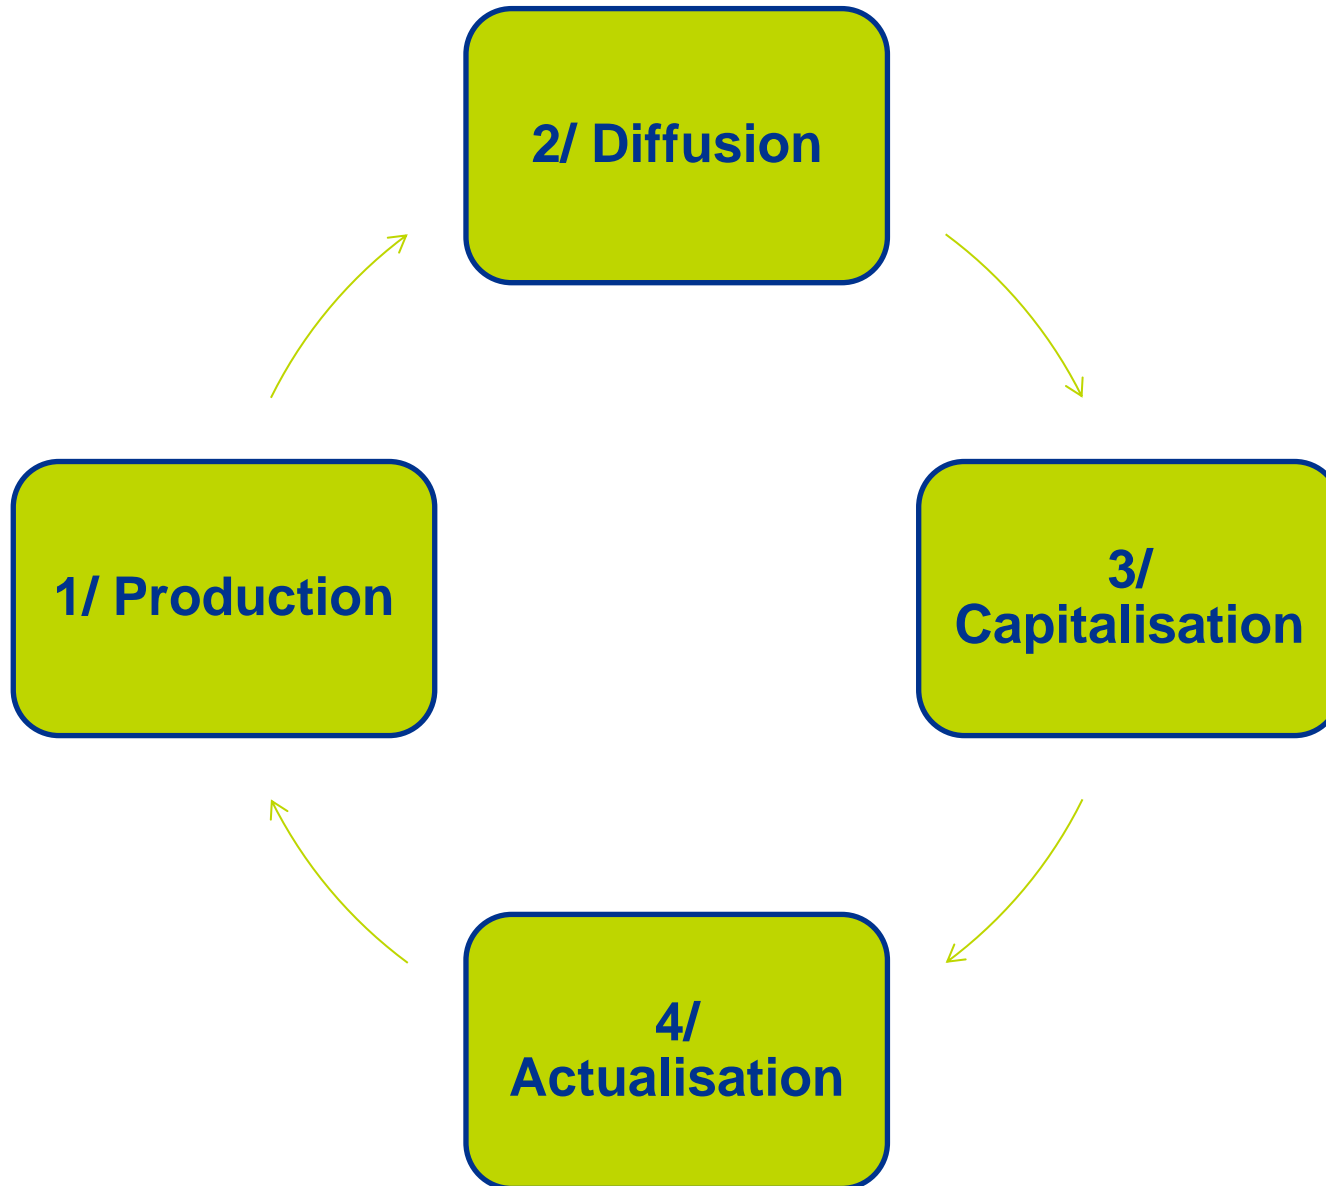 2/ Diffusion
1/ Production
3/
Capitalisation
4/
Actualisation